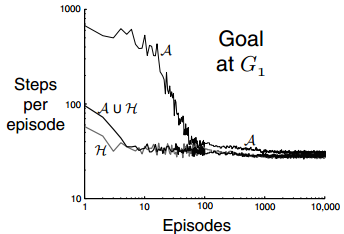 1000
Goal
at G₁
𝒜
Steps
per
episode
100
𝒜 ∪ ℋ
ℋ
𝒜
10
1 10 100 1000 10,000
Episodes